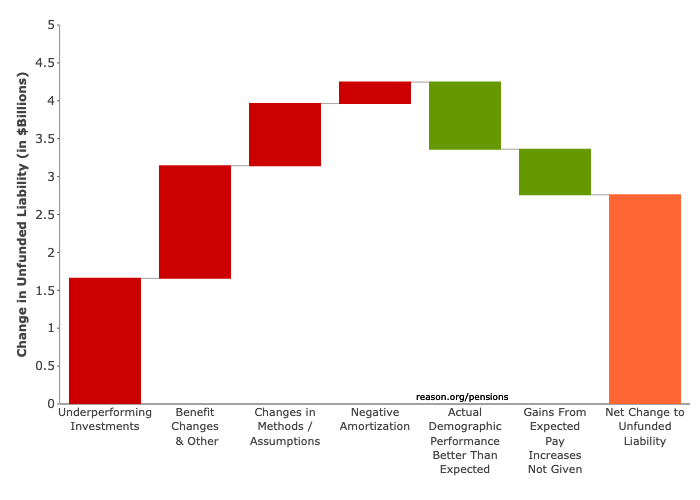 Change in Unfunded Liability (in $Billions)
5
4.5
4
3.5
3
2.5
2
1.5
1
0.5
0
reason.org/pensions
Underperforming
Investments
Benefit
Changes
& Other
Changes in
Methods /
Assumptions
Negative
Amortization
Actual
Demographic
Performance
Better Than
Expected
Gains From
Expected
Pay
Increases
Not Given
Net Change to
Unfunded
Liability